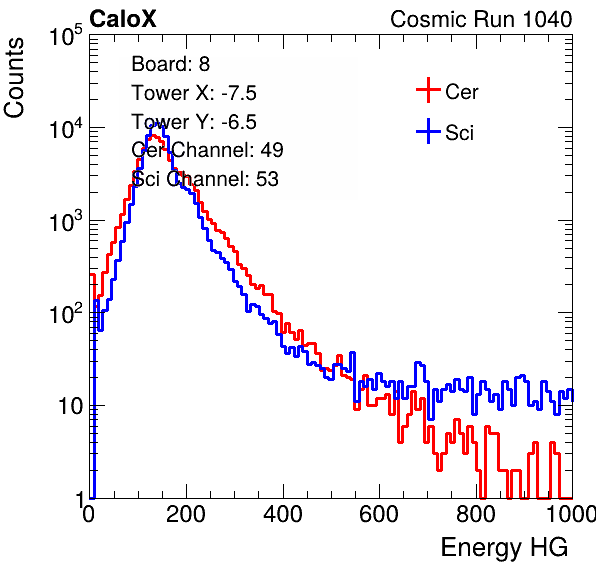 CaloX Cosmic Run 1040
Counts
10^5
10^4
10^3
10^2
10
1
Board: 8
Tower X: -7.5
Tower Y: -6.5
Cer Channel: 49
Sci Channel: 53
Cer
Sci
0 200 400 600 800 1000
Energy HG